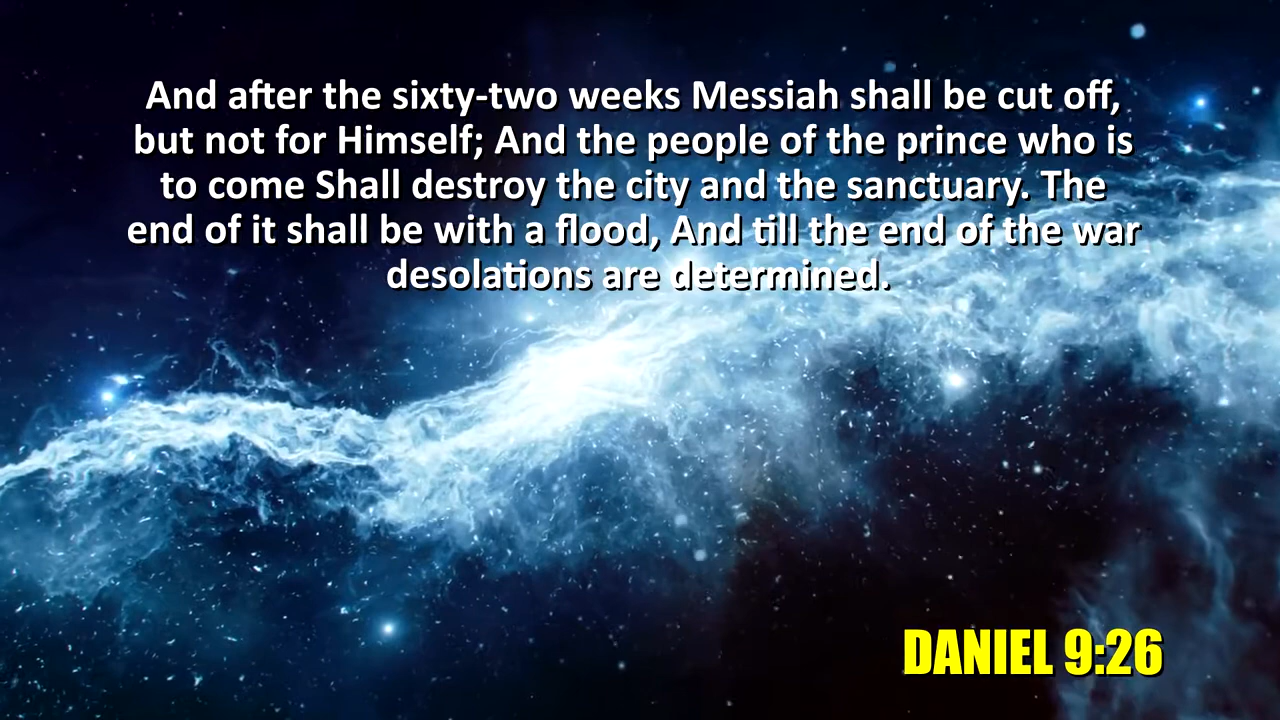 And after the sixty-two weeks Messiah shall be cut off,
but not for Himself; And the people of the prince who is
to come Shall destroy the city and the sanctuary. The
end of it shall be with a flood, And till the end of the war
desolations are determined.
DANIEL 9:26